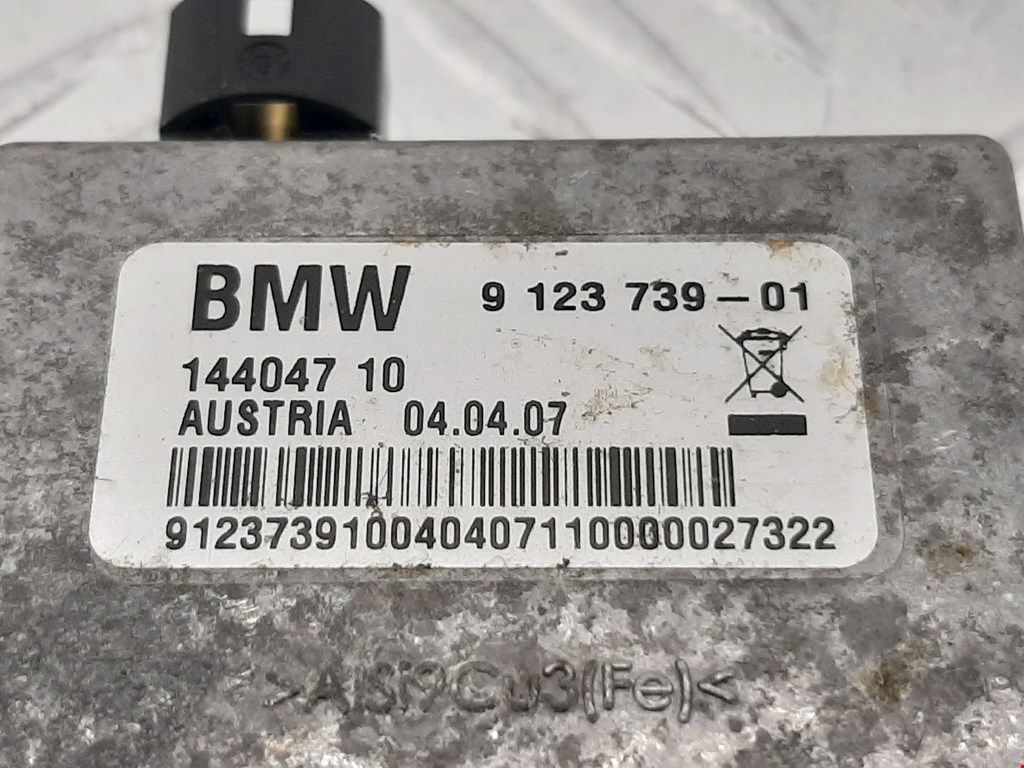 BMW 9 123 739-01
144047 10
AUSTRIA 04.04.07
91237391004040711000027322
>AlSi9Cu3(Fe)<